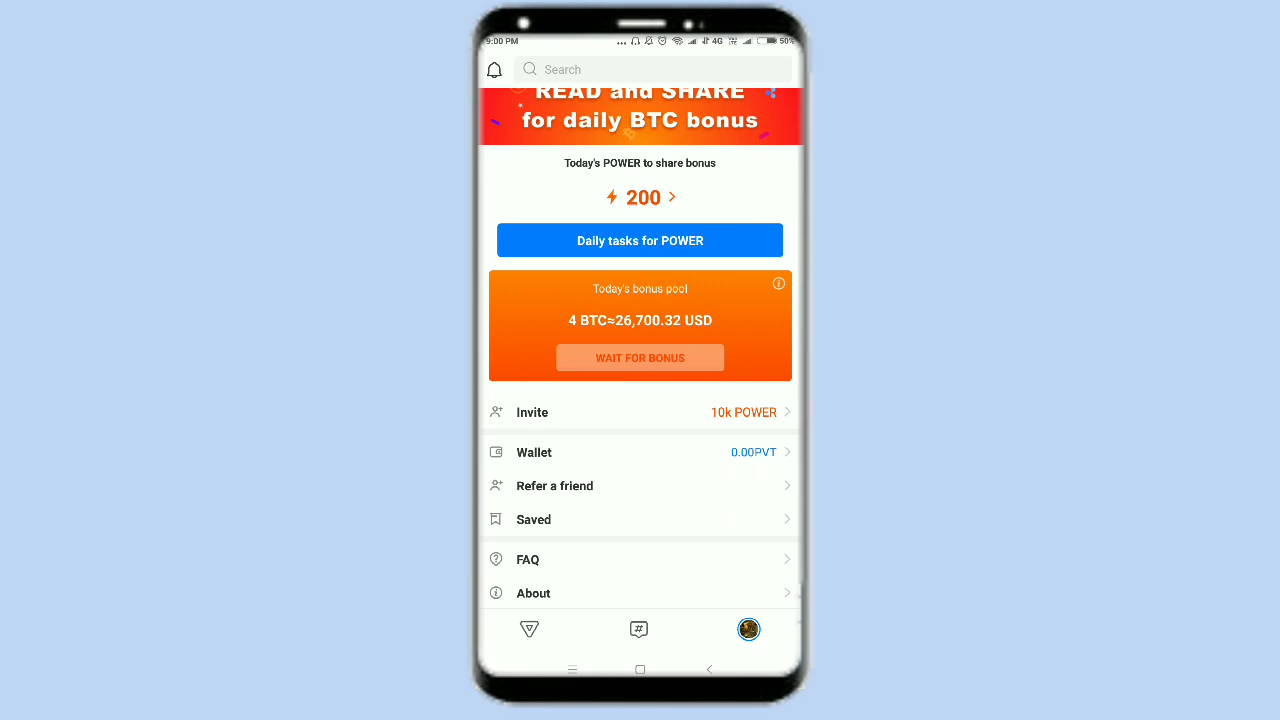 9:00 PM
4G
50%
Search
READ and SHARE
for daily BTC bonus
Today's POWER to share bonus
200
Daily tasks for POWER
Today's bonus pool
4 BTC≈26,700.32 USD
WAIT FOR BONUS
Invite 10k POWER
Wallet 0.00PVT
Refer a friend
Saved
FAQ
About